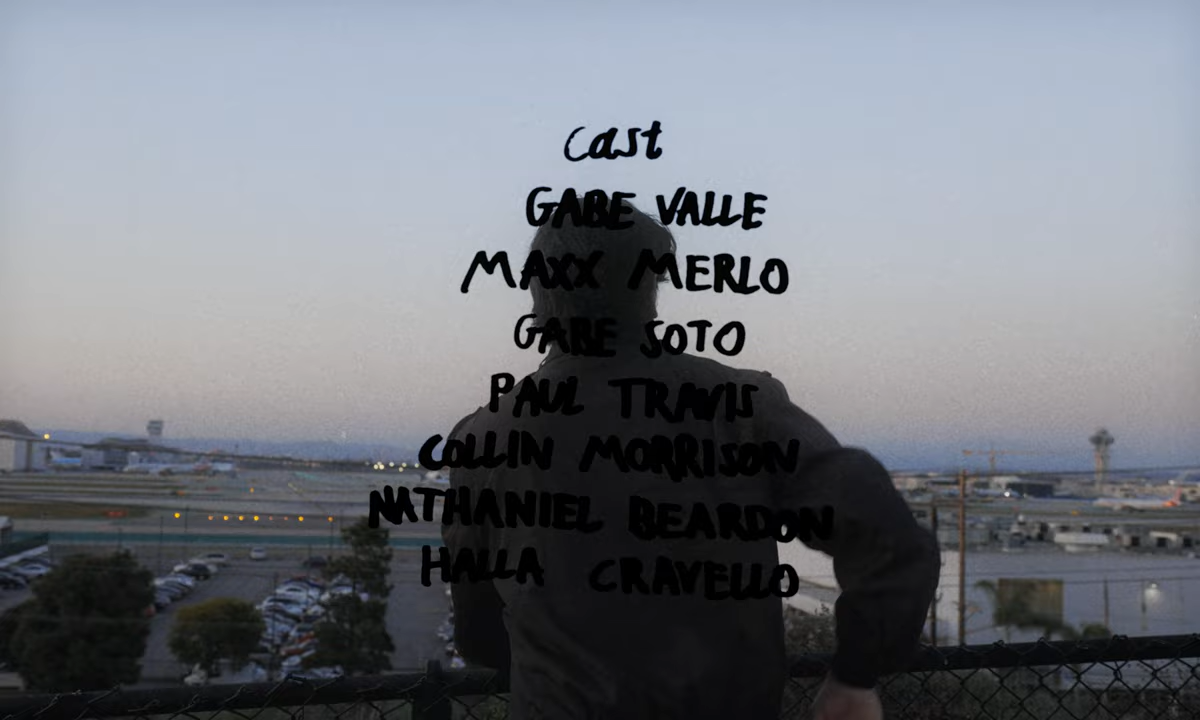 Cast
GABE VALLE
MAXX MERLO
GABE SOTO
PAUL TRAVIS
COLLIN MORRISON
NATHANIEL BEARDON
HALLA CRAVELLO